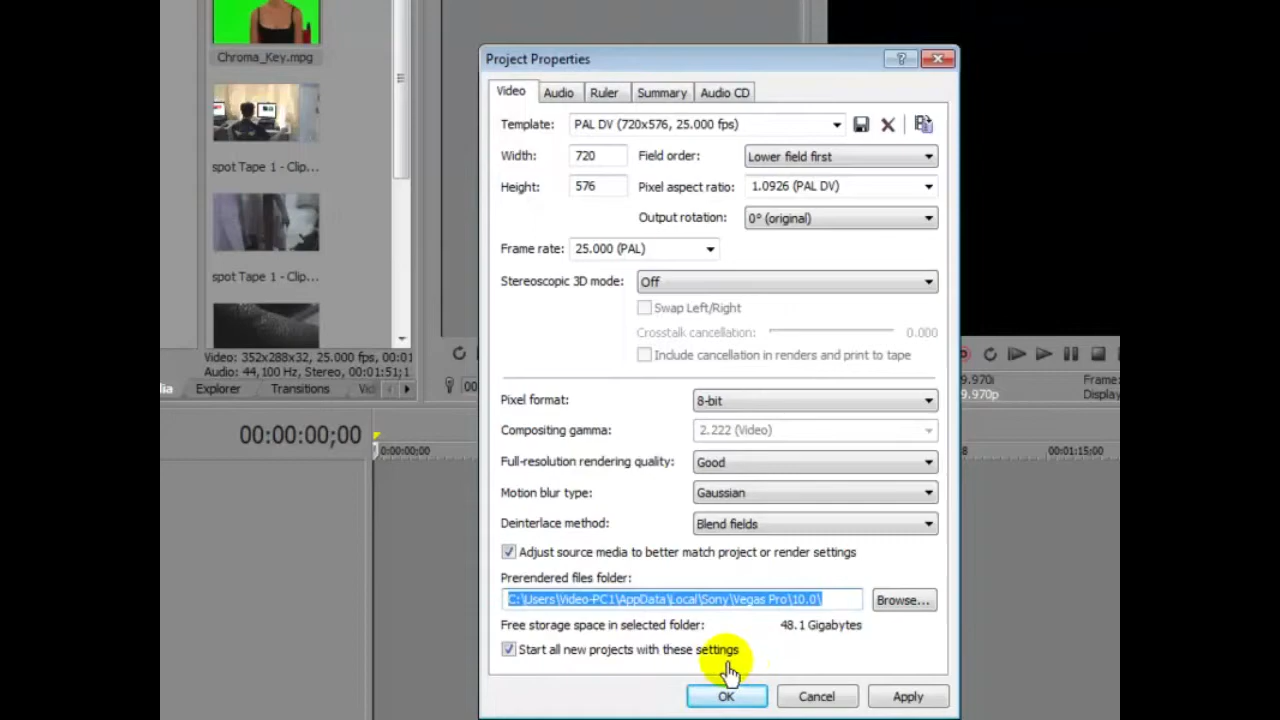 Chroma_Key.mpg
spot Tape 1 - Clip...
spot Tape 1 - Clip...
Video: 352x288x32, 25.000 fps, 00:01
Audio: 44,100 Hz, Stereo, 00:01:51;1
Explorer
Transitions
00:00:00;00
0:00:00;00
Project Properties
Video Audio Ruler Summary Audio CD
Template: PAL DV (720x576, 25.000 fps)
Width: 720 Field order: Lower field first
Height: 576 Pixel aspect ratio: 1.0926 (PAL DV)
Output rotation: 0° (original)
Frame rate: 25.000 (PAL)
Stereoscopic 3D mode: Off
Swap Left/Right
Crosstalk cancellation: 0.000
Include cancellation in renders and print to tape
Pixel format: 8-bit
Compositing gamma: 2.222 (Video)
Full-resolution rendering quality: Good
Motion blur type: Gaussian
Deinterlace method: Blend fields
Adjust source media to better match project or render settings
Prerendered files folder:
C:\Users\Video-PC1\AppData\Local\Sony\Vegas Pro\10.0\ Browse...
Free storage space in selected folder: 48.1 Gigabytes
Start all new projects with these settings
OK Cancel Apply
9.970i Frame:
9.970p Display
00:01:15:00